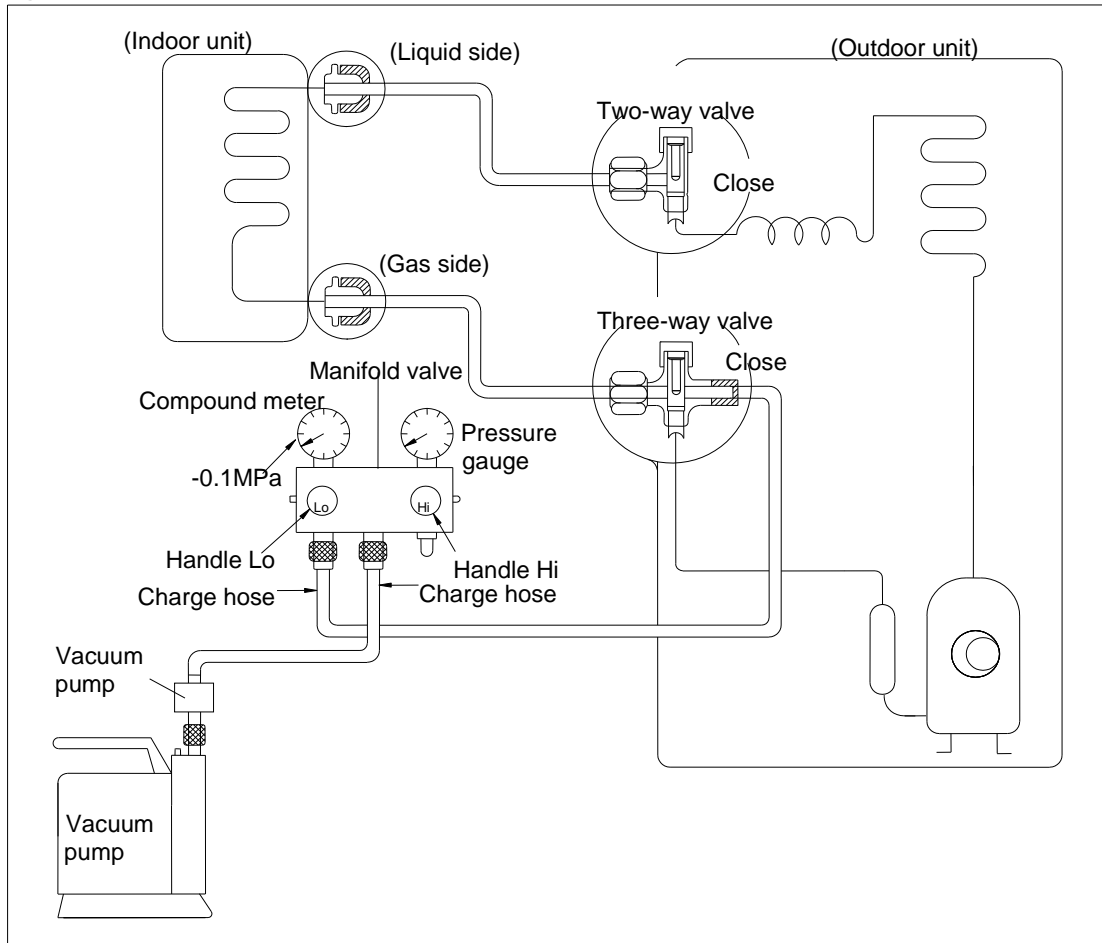 (Indoor unit)
(Liquid side)
(Outdoor unit)
Two-way valve
Close
(Gas side)
Three-way valve
Close
Manifold valve
Compound meter
Pressure
gauge
-0.1MPa
Lo
Hi
Handle Lo
Handle Hi
Charge hose
Charge hose
Vacuum
pump
Vacuum
pump